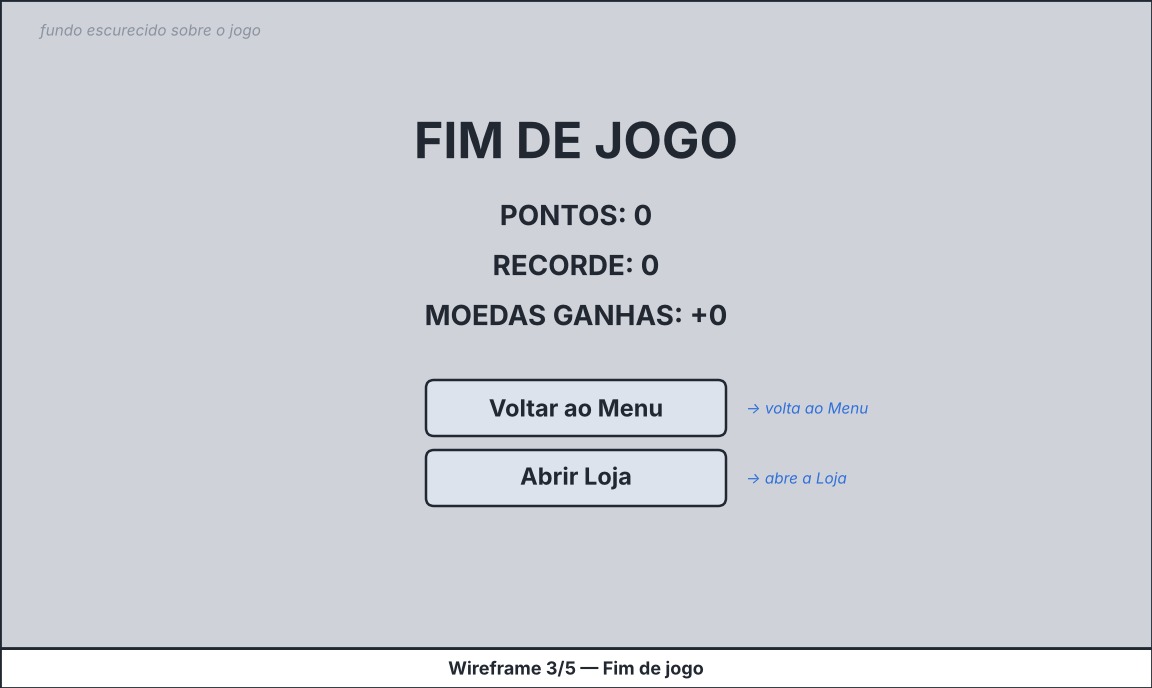 fundo escurecido sobre o jogo
FIM DE JOGO
PONTOS: 0
RECORDE: 0
MOEDAS GANHAS: +0
Voltar ao Menu
→ volta ao Menu
Abrir Loja
→ abre a Loja
Wireframe 3/5 — Fim de jogo